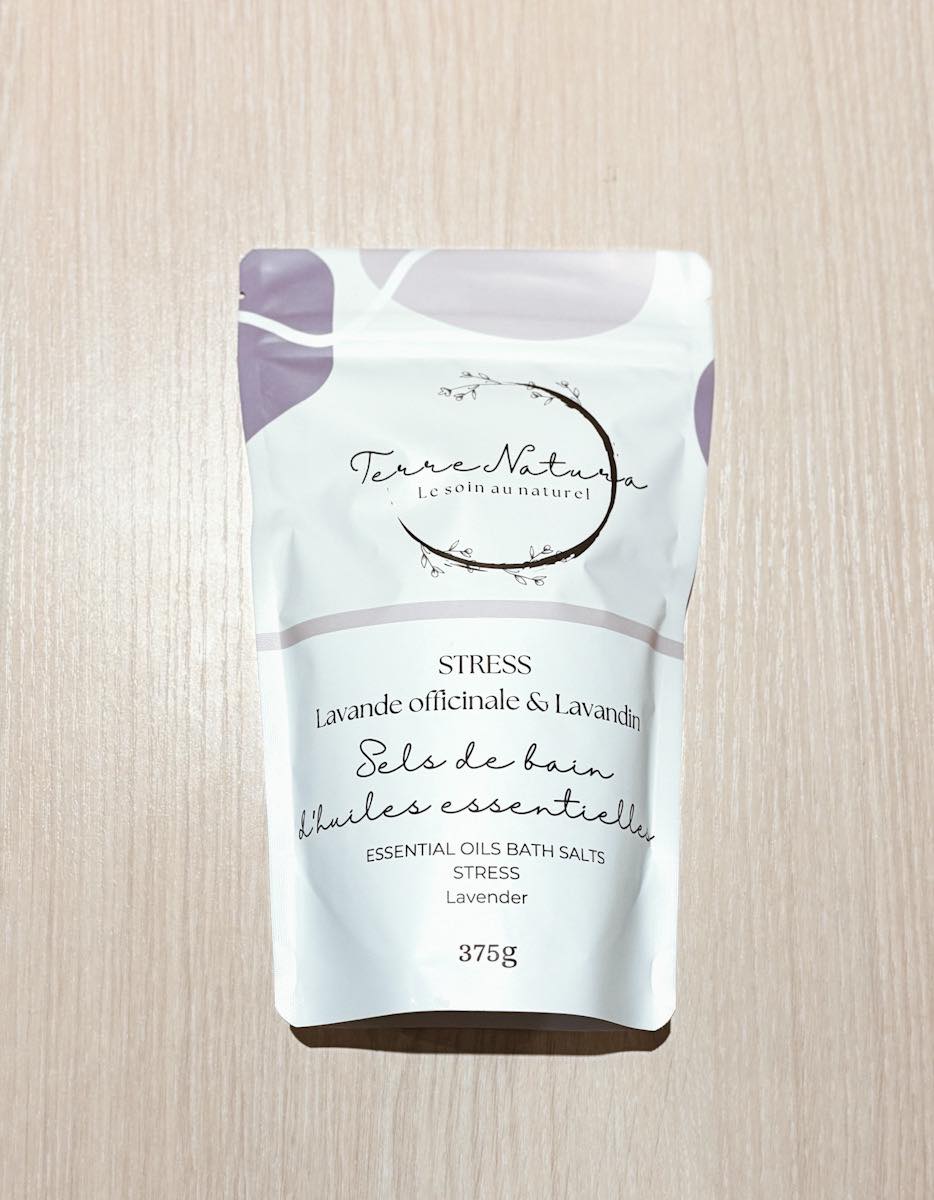 Terre Natura
Le soin au naturel
STRESS
Lavande officinale & Lavandin
Sels de bain
d'huiles essentielles
ESSENTIAL OILS BATH SALTS
STRESS
Lavender
375g